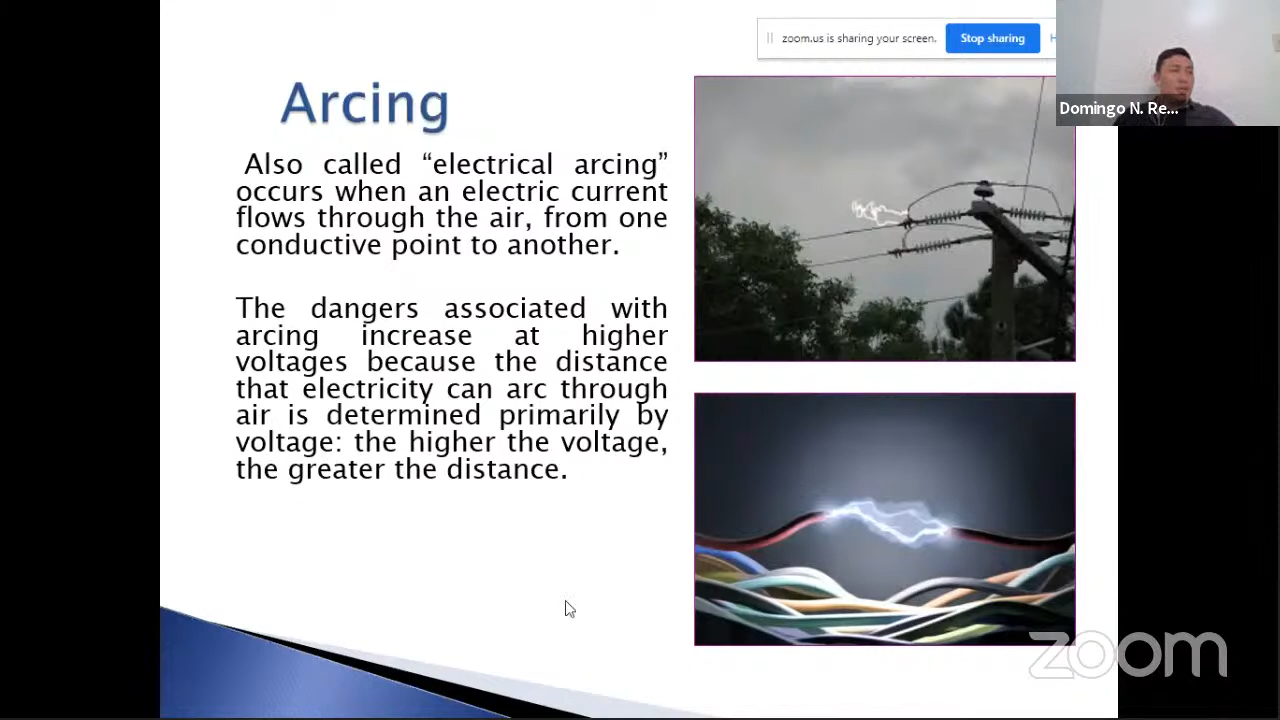 zoom.us is sharing your screen.
Stop sharing
Domingo N. Re...
Arcing
Also called “electrical arcing”
occurs when an electric current
flows through the air, from one
conductive point to another.
The dangers associated with
arcing increase at higher
voltages because the distance
that electricity can arc through
air is determined primarily by
voltage: the higher the voltage,
the greater the distance.
zoom